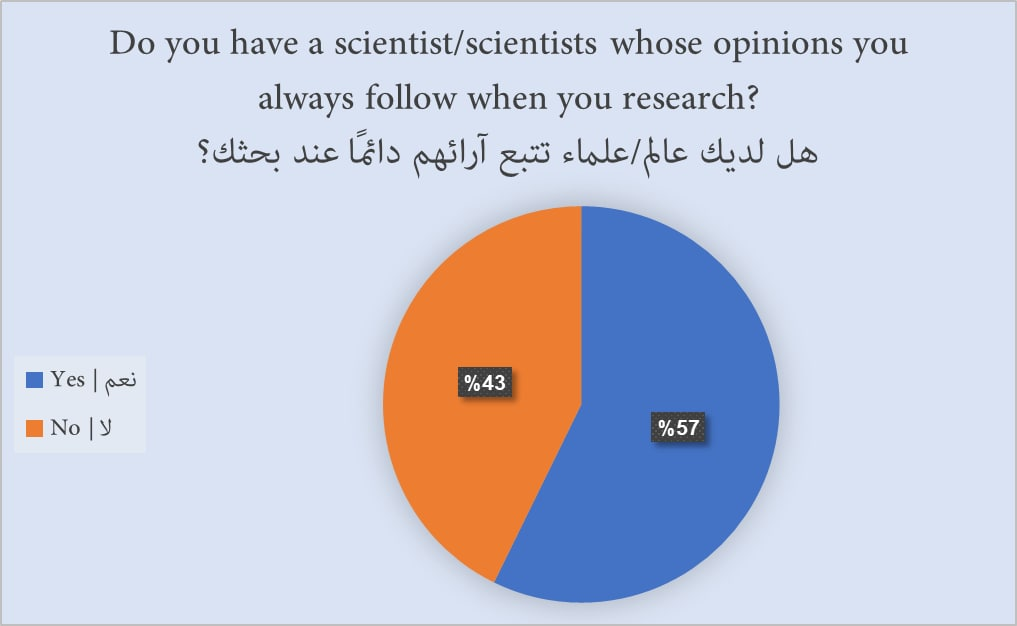 Do you have a scientist/scientists whose opinions you
always follow when you research?
هل لديك عالم/علماء تتبع آرائهم دائمًا عند بحثك؟
%43
%57
Yes | نعم
No | لا